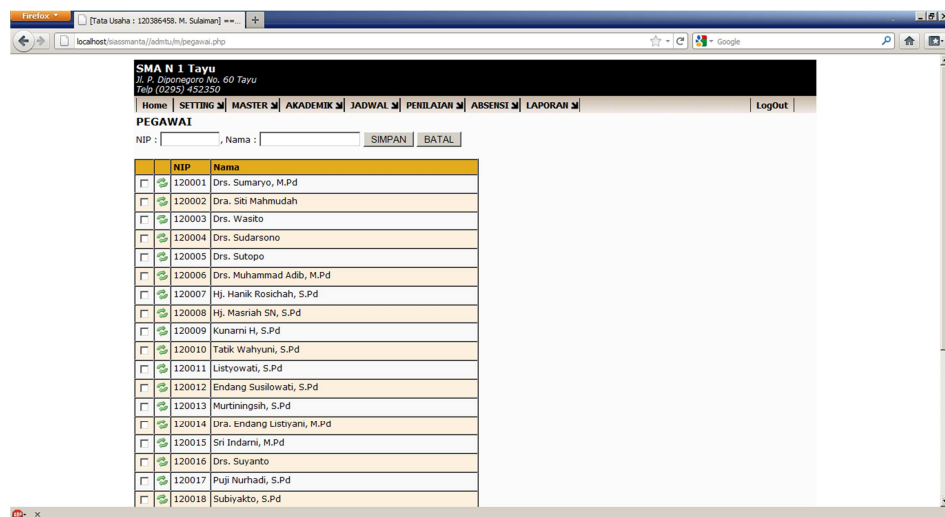 Firefox
[Tata Usaha : 120386458. M. Sulaiman] ==...
localhost/siassmanta//admtu/m/pegawai.php
Google
SMA N 1 Tayu
Jl. P. Diponegoro No. 60 Tayu
Telp (0295) 452350
Home SETTING MASTER AKADEMIK JADWAL PENILAIAN ABSENSI LAPORAN LogOut
PEGAWAI
NIP : , Nama : SIMPAN BATAL
NIP Nama
120001 Drs. Sumaryo, M.Pd
120002 Dra. Siti Mahmudah
120003 Drs. Wasito
120004 Drs. Sudarsono
120005 Drs. Sutopo
120006 Drs. Muhammad Adib, M.Pd
120007 Hj. Hanik Rosichah, S.Pd
120008 Hj. Masriah SN, S.Pd
120009 Kunarni H, S.Pd
120010 Tatik Wahyuni, S.Pd
120011 Listyowati, S.Pd
120012 Endang Susilowati, S.Pd
120013 Murtiningsih, S.Pd
120014 Dra. Endang Listiyani, M.Pd
120015 Sri Indarni, M.Pd
120016 Drs. Suyanto
120017 Puji Nurhadi, S.Pd
120018 Subiyakto, S.Pd